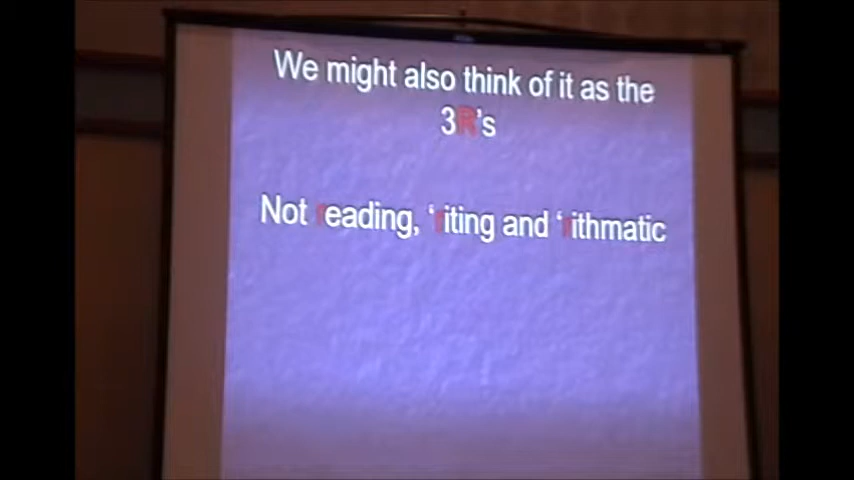 We might also think of it as the
3R's
Not reading, 'riting and 'rithmatic